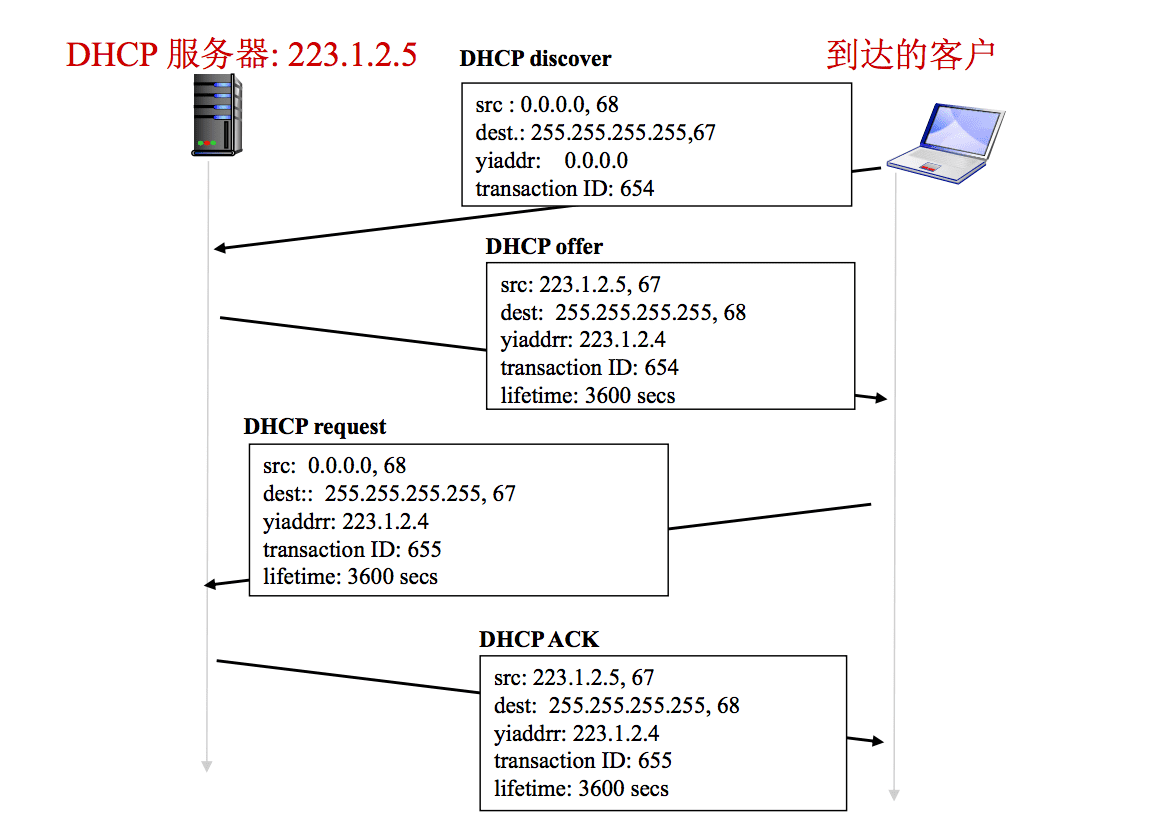 DHCP 服务器: 223.1.2.5
到达的客户
DHCP discover
src : 0.0.0.0, 68
dest.: 255.255.255.255,67
yiaddr: 0.0.0.0
transaction ID: 654
DHCP offer
src: 223.1.2.5, 67
dest: 255.255.255.255, 68
yiaddrr: 223.1.2.4
transaction ID: 654
lifetime: 3600 secs
DHCP request
src: 0.0.0.0, 68
dest:: 255.255.255.255, 67
yiaddrr: 223.1.2.4
transaction ID: 655
lifetime: 3600 secs
DHCP ACK
src: 223.1.2.5, 67
dest: 255.255.255.255, 68
yiaddrr: 223.1.2.4
transaction ID: 655
lifetime: 3600 secs